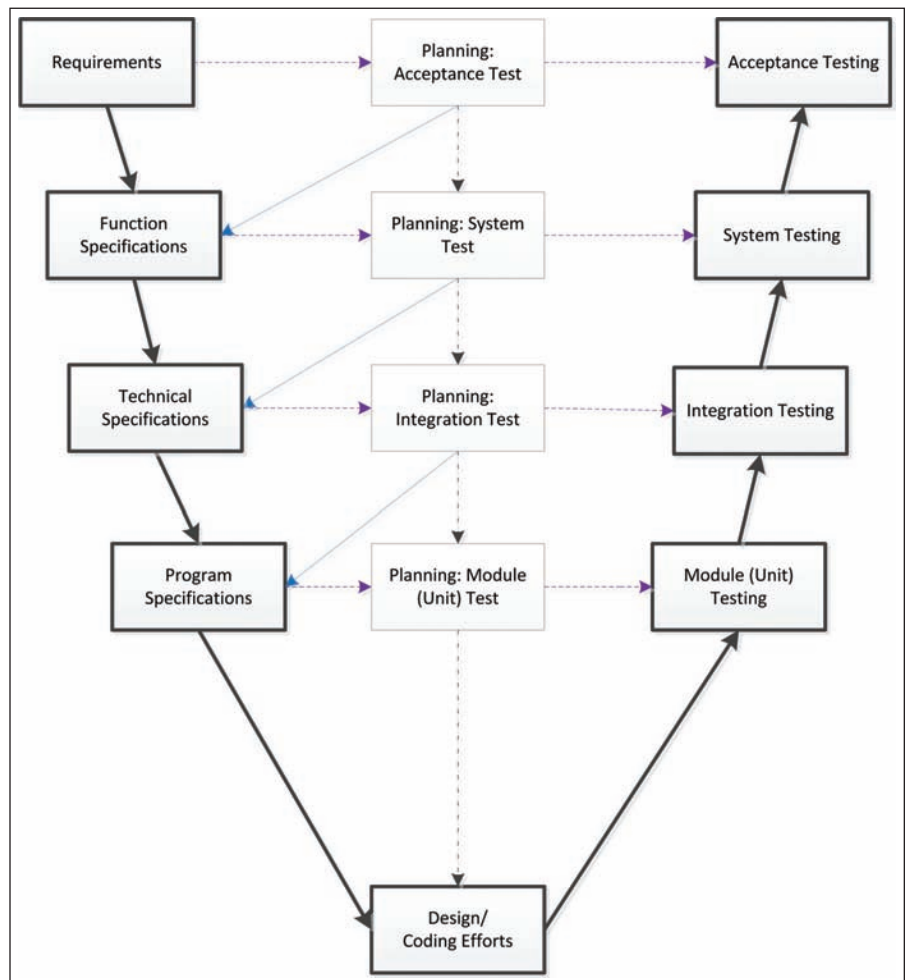 Requirements
Planning:
Acceptance Test
Acceptance Testing
Function
Specifications
Planning: System
Test
System Testing
Technical
Specifications
Planning:
Integration Test
Integration Testing
Program
Specifications
Planning: Module
(Unit) Test
Module (Unit)
Testing
Design/
Coding Efforts